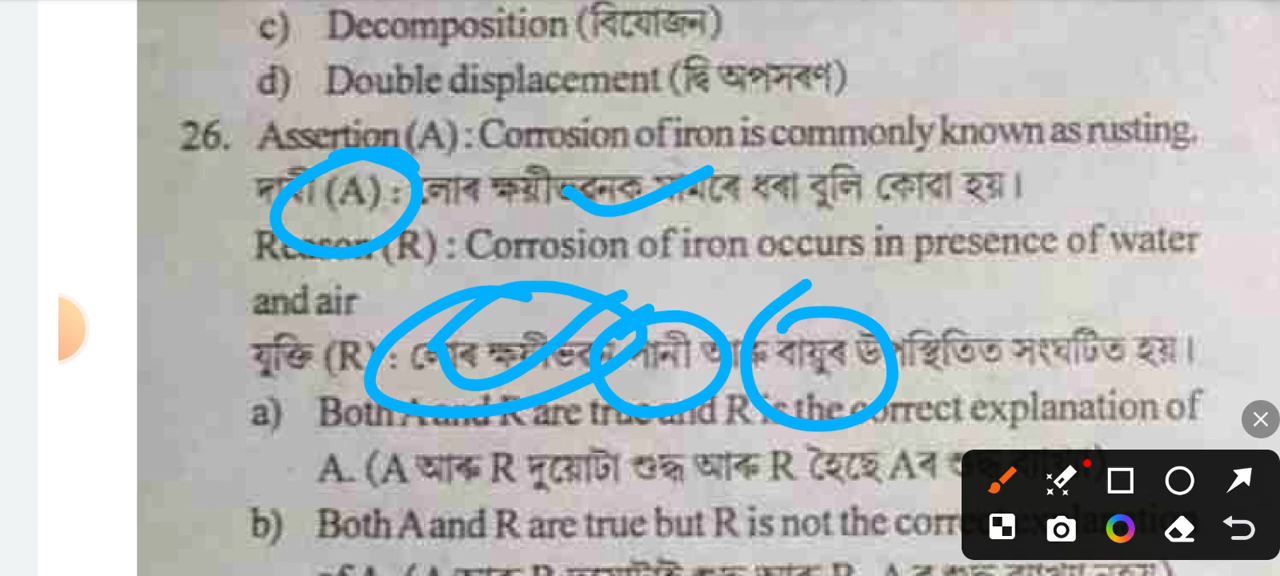 c) Decomposition (বিয়োজন)
d) Double displacement (দ্বি অপসৰণ)
26. Assertion (A) : Corrosion of iron is commonly known as rusting.
দাবী (A) : লোৰ ক্ষয়ীভৱনক ধৰা বুলি কোৱা হয়।
Reason (R) : Corrosion of iron occurs in presence of water
and air
যুক্তি (R) : লোৰ ক্ষয়ীভৱন পানী আৰু বায়ুৰ উপস্থিতিত সংঘটিত হয়।
a) Both A and R are true and R is the correct explanation of
A. (A আৰু R দুয়োটা শুদ্ধ আৰু R হৈছে Aৰ
b) Both A and R are true but R is not the